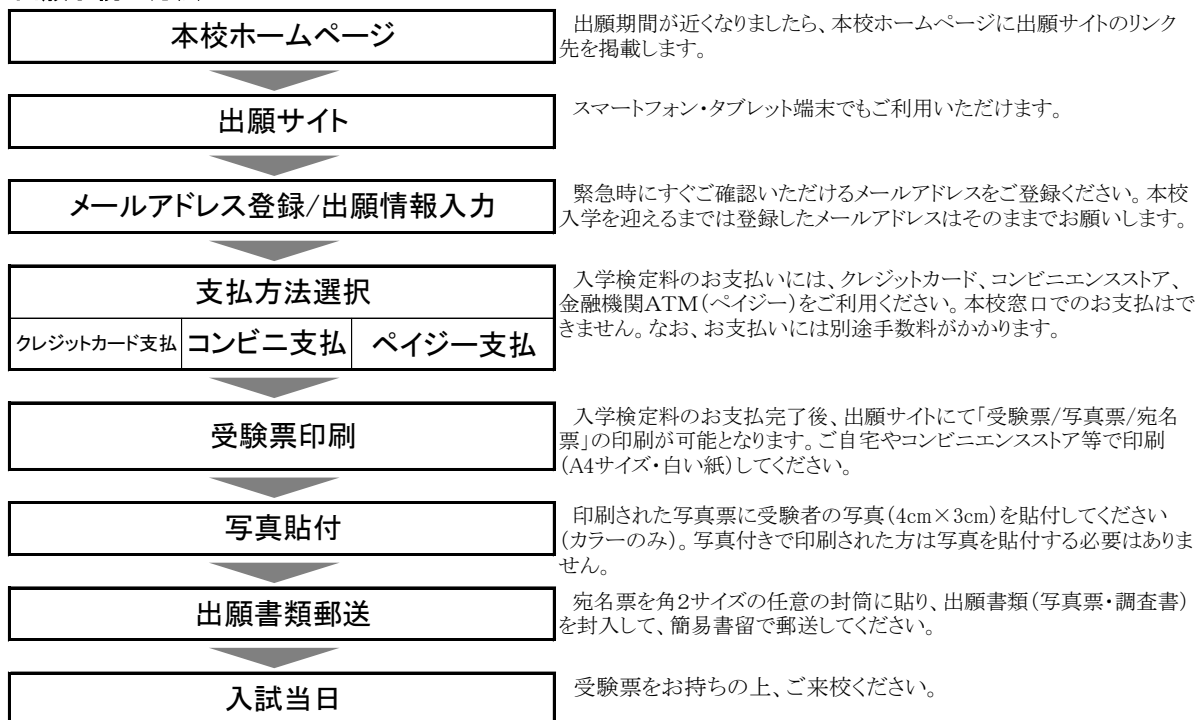 本校ホームページ
出願期間が近くなりましたら、本校ホームページに出願サイトのリンク
先を掲載します。
出願サイト
スマートフォン・タブレット端末でもご利用いただけます。
メールアドレス登録/出願情報入力
緊急時にすぐご確認いただけるメールアドレスをご登録ください。本校
入学を迎えるまでは登録したメールアドレスはそのままでお願いします。
支払方法選択
クレジットカード支払 コンビニ支払 ペイジー支払
入学検定料のお支払いには、クレジットカード、コンビニエンスストア、
金融機関ATM(ペイジー)をご利用ください。本校窓口でのお支払はで
きません。なお、お支払いには別途手数料がかかります。
受験票印刷
入学検定料のお支払完了後、出願サイトにて「受験票/写真票/宛名
票」の印刷が可能となります。ご自宅やコンビニエンスストア等で印刷
(A4サイズ・白い紙)してください。
写真貼付
印刷された写真票に受験者の写真(4cm×3cm)を貼付してください
(カラーのみ)。写真付きで印刷された方は写真を貼付する必要はありま
せん。
出願書類郵送
宛名票を角2サイズの任意の封筒に貼り、出願書類(写真票・調査書)
を封入して、簡易書留で郵送してください。
入試当日
受験票をお持ちの上、ご来校ください。